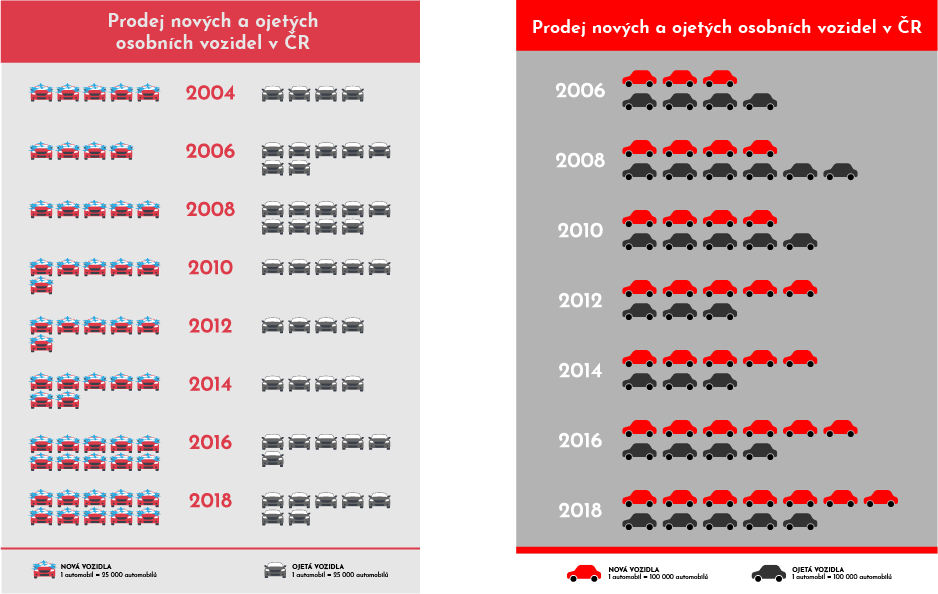 Prodej nových a ojetých
osobních vozidel v ČR
2004
2006
2008
2010
2012
2014
2016
2018
NOVÁ VOZIDLA
1 automobil = 25 000 automobilů
OJETÁ VOZIDLA
1 automobil = 25 000 automobilů
Prodej nových a ojetých osobních vozidel v ČR
2006
2008
2010
2012
2014
2016
2018
NOVÁ VOZIDLA
1 automobil = 100 000 automobilů
OJETÁ VOZIDLA
1 automobil = 100 000 automobilů